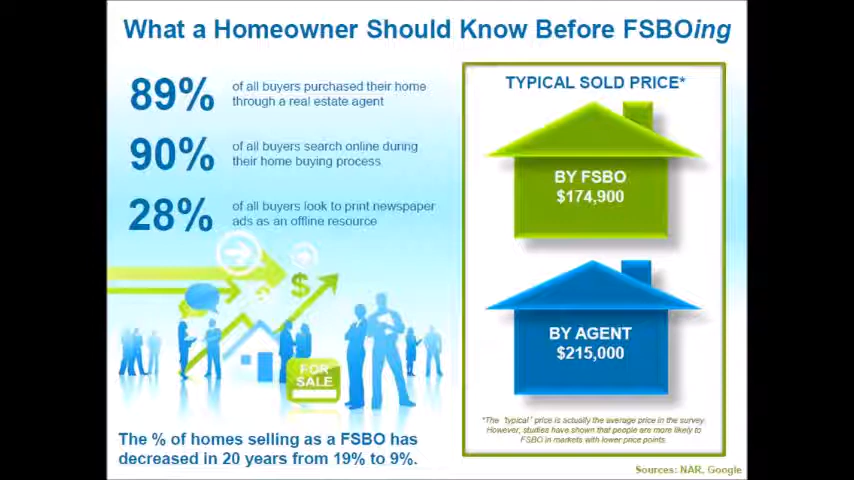 What a Homeowner Should Know Before FSBOing
89%
of all buyers purchased their home
through a real estate agent
90%
of all buyers search online during
their home buying process
28%
of all buyers look to print newspaper
ads as an offline resource
$
FOR
SALE
The % of homes selling as a FSBO has
decreased in 20 years from 19% to 9%.
TYPICAL SOLD PRICE*
BY FSBO
$174,900
BY AGENT
$215,000
*The "typical" price is actually the average price in the survey.
However, studies have shown that people are more likely to
FSBO in markets with lower price points.
Sources: NAR, Google